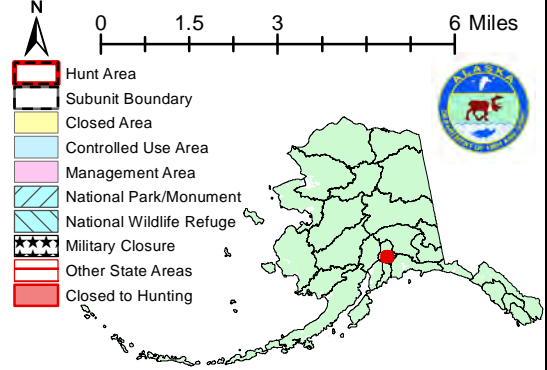 N
0 1.5 3 6 Miles
Hunt Area
Subunit Boundary
Closed Area
Controlled Use Area
Management Area
National Park/Monument
National Wildlife Refuge
Military Closure
Other State Areas
Closed to Hunting
ALASKA